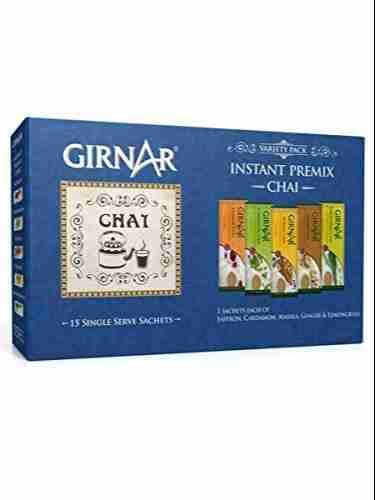 GIRNAR
CHAI
15 SINGLE SERVE SACHETS
VARIETY PACK
INSTANT PREMIX
CHAI
GIRNAR
SACHETS EACH OF
SAFFRON, CARDAMOM, MASALA, GINGER & LEMONGRASS